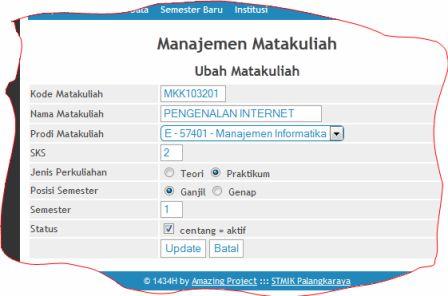 Data Semester Baru Institusi
Manajemen Matakuliah
Ubah Matakuliah
Kode Matakuliah MKK103201
Nama Matakuliah PENGENALAN INTERNET
Prodi Matakuliah E - 57401 - Manajemen Informatika
SKS 2
Jenis Perkuliahan Teori Praktikum
Posisi Semester Ganjil Genap
Semester 1
Status centang = aktif
Update Batal
© 1434H by Amazing Project ::: STMIK Palangkaraya